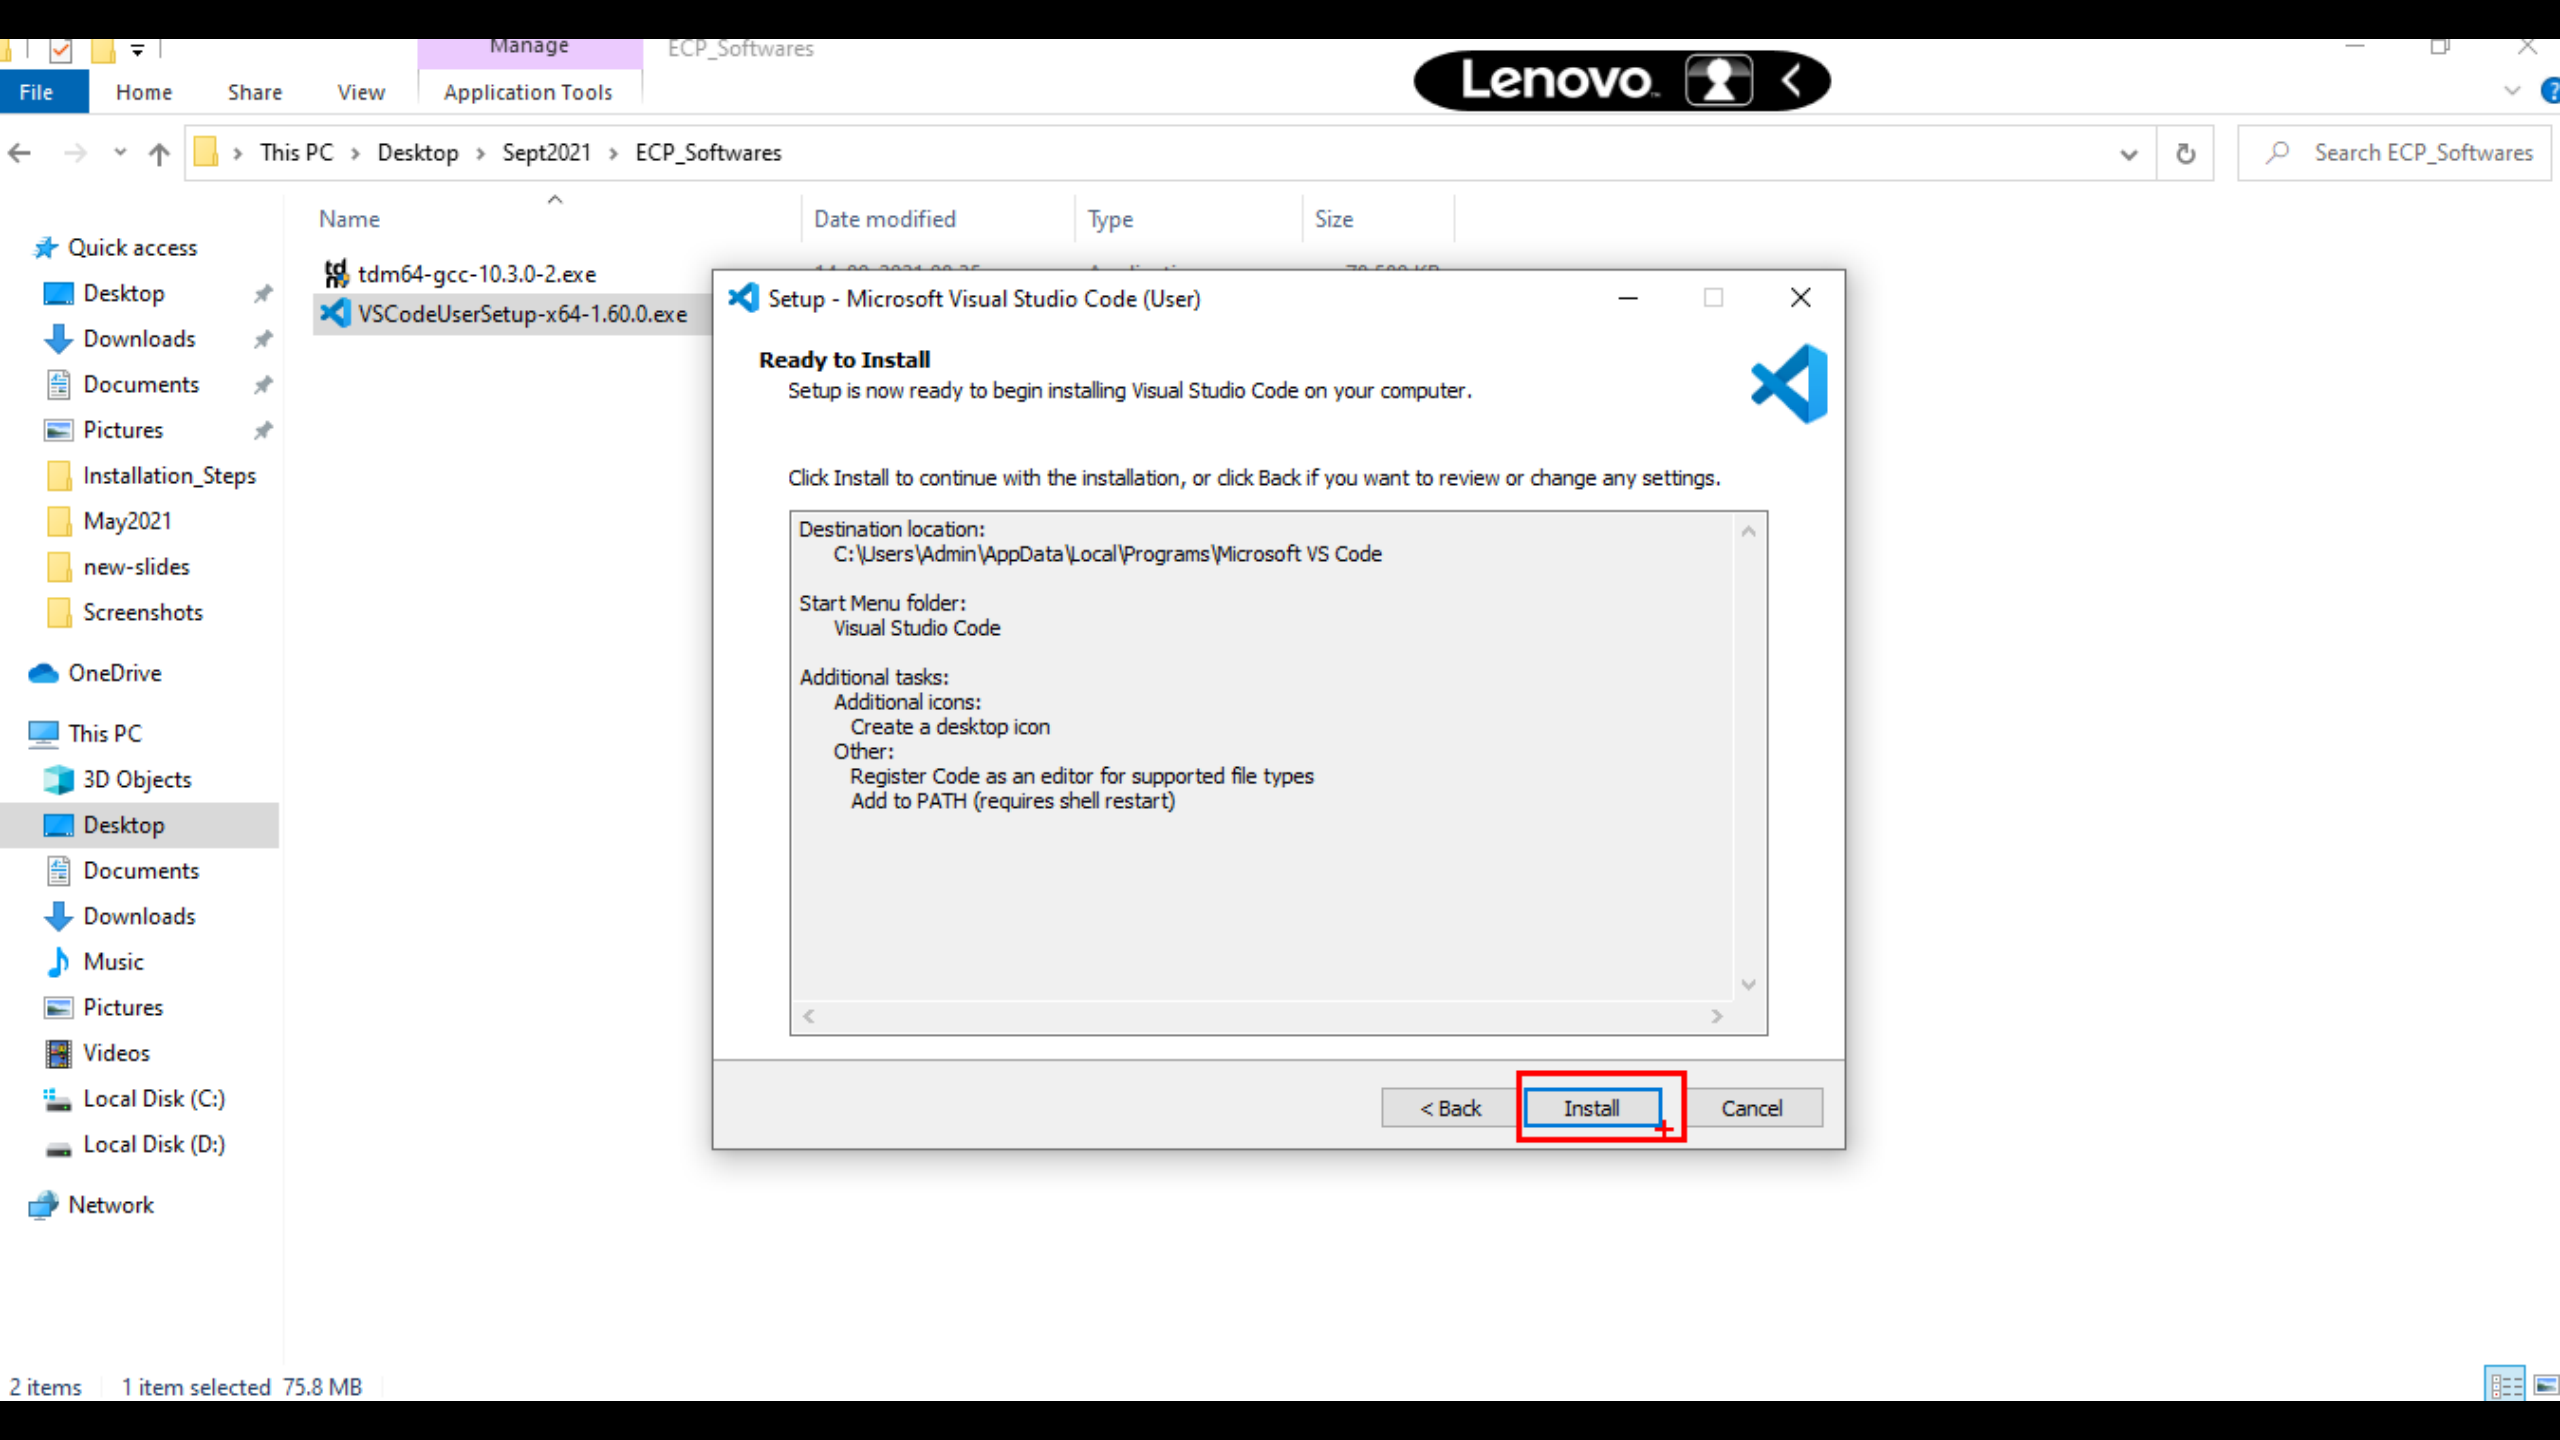 Manage
ECP_Softwares
File
Home
Share
View
Application Tools
Lenovo
This PC
Desktop
Sept2021
ECP_Softwares
Search ECP_Softwares
Name
Date modified
Type
Size
Quick access
Desktop
Downloads
Documents
Pictures
Installation_Steps
May2021
new-slides
Screenshots
OneDrive
This PC
3D Objects
Desktop
Documents
Downloads
Music
Pictures
Videos
Local Disk (C:)
Local Disk (D:)
Network
tdm64-gcc-10.3.0-2.exe
VSCodeUserSetup-x64-1.60.0.exe
Setup - Microsoft Visual Studio Code (User)
Ready to Install
Setup is now ready to begin installing Visual Studio Code on your computer.
Click Install to continue with the installation, or click Back if you want to review or change any settings.
Destination location:
C:\Users\Admin\AppData\Local\Programs\Microsoft VS Code
Start Menu folder:
Visual Studio Code
Additional tasks:
Additional icons:
Create a desktop icon
Other:
Register Code as an editor for supported file types
Add to PATH (requires shell restart)
< Back
Install
Cancel
2 items
1 item selected 75.8 MB